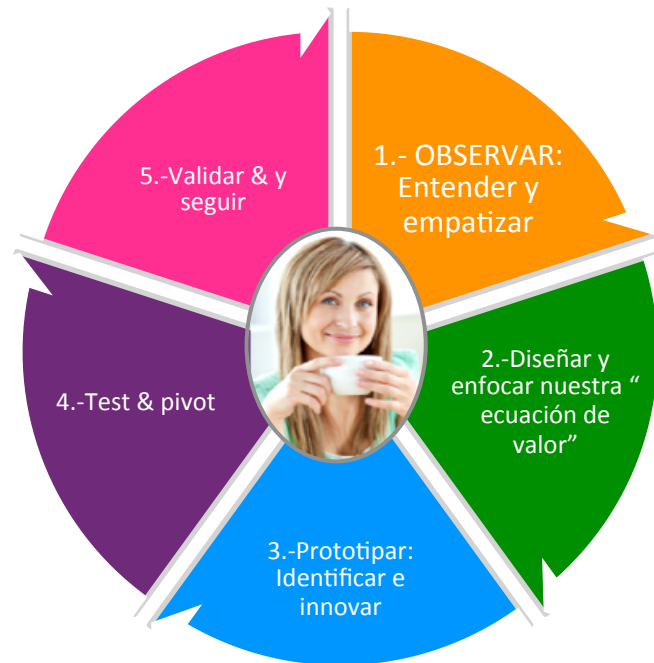 1.- OBSERVAR:
Entender y
empatizar
2.-Diseñar y
enfocar nuestra “
ecuación de
valor”
3.-Prototipar:
Identificar e
innovar
4.-Test & pivot
5.-Validar & y
seguir